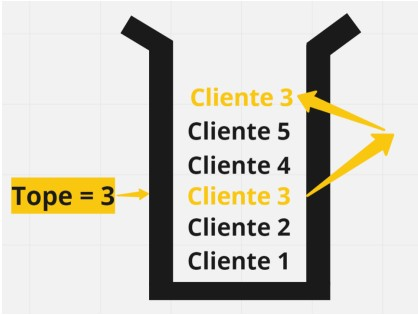 Cliente 3
Cliente 5
Cliente 4
Tope = 3
Cliente 3
Cliente 2
Cliente 1